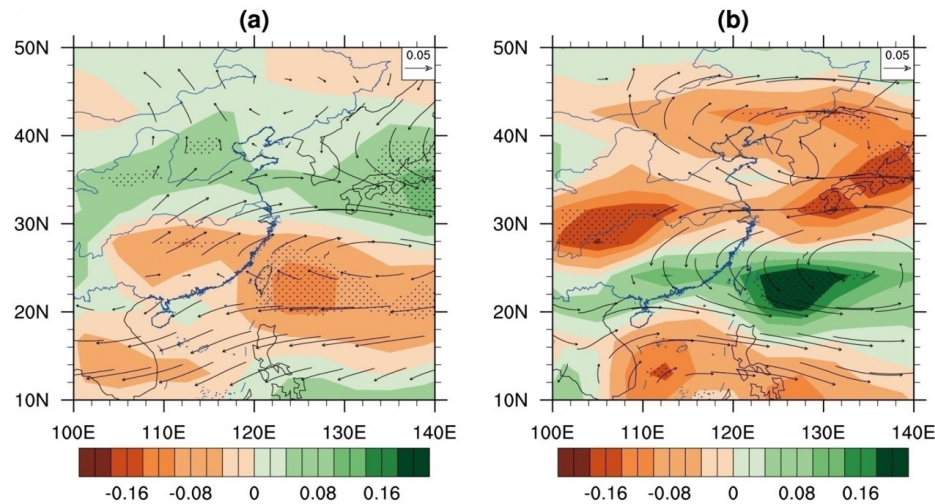 (a) (b)
50N 0.05 50N 0.05
40N 40N
30N 30N
20N 20N
10N 10N
100E 110E 120E 130E 140E 100E 110E 120E 130E 140E
-0.16 -0.08 0 0.08 0.16 -0.16 -0.08 0 0.08 0.16